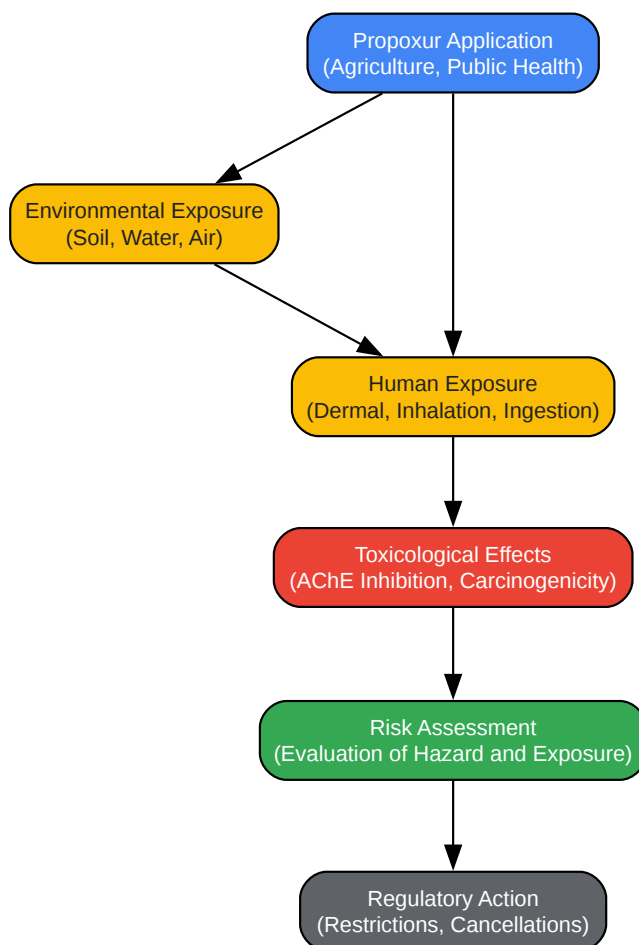 Propoxur Application
(Agriculture, Public Health)
Environmental Exposure
(Soil, Water, Air)
Human Exposure
(Dermal, Inhalation, Ingestion)
Toxicological Effects
(AChE Inhibition, Carcinogenicity)
Risk Assessment
(Evaluation of Hazard and Exposure)
Regulatory Action
(Restrictions, Cancellations)